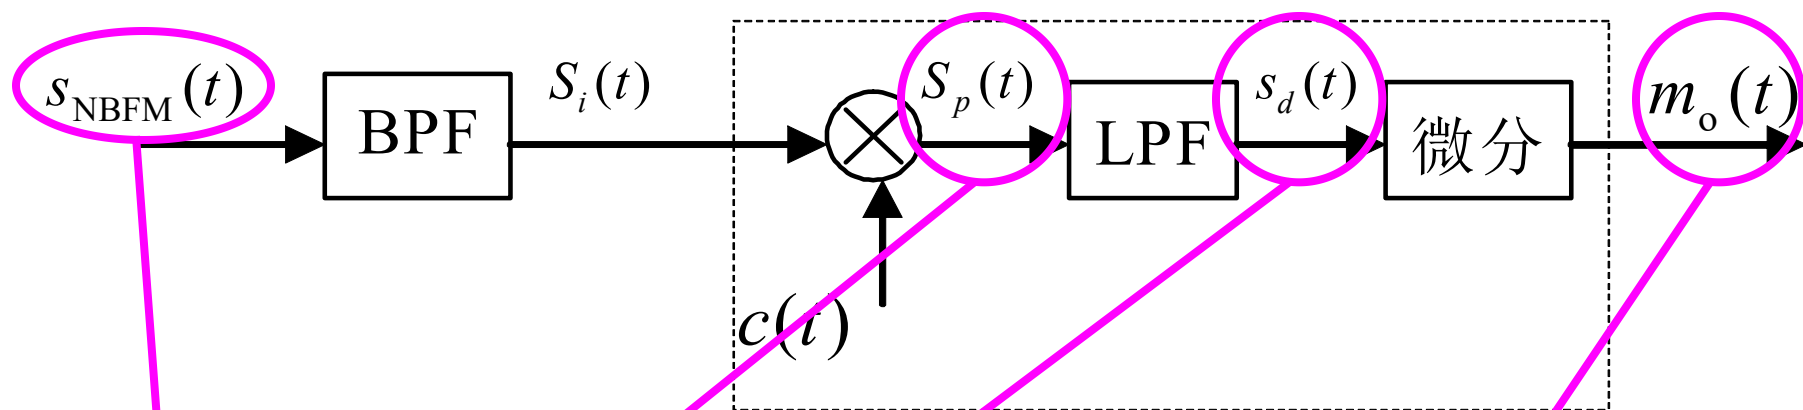 s_NBFM(t)
BPF
S_i(t)
S_p(t)
LPF
s_d(t)
微分
m_o(t)
c(t)